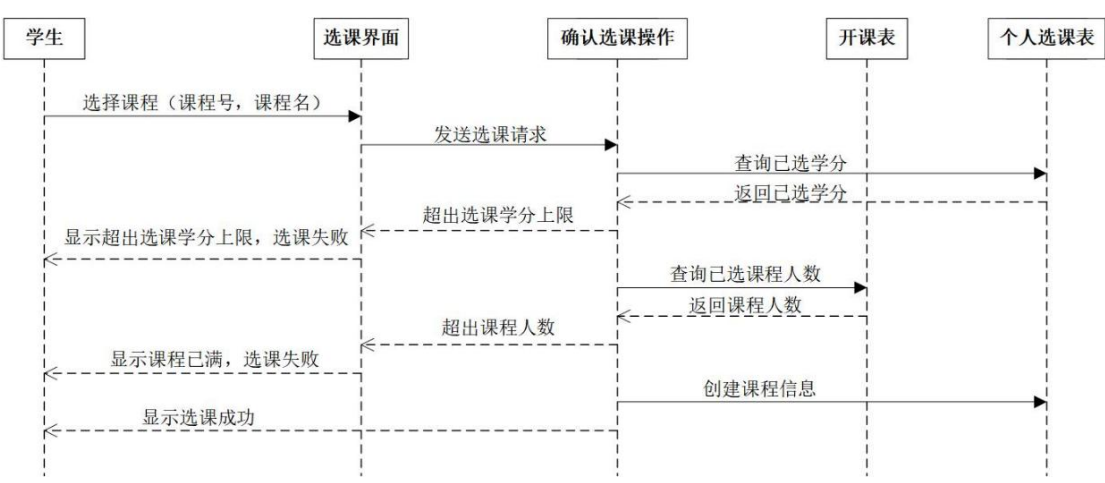 学生
选课界面
确认选课操作
开课表
个人选课表
选择课程（课程号，课程名）
发送选课请求
查询已选学分
返回已选学分
超出选课学分上限
显示超出选课学分上限，选课失败
查询已选课程人数
返回课程人数
超出课程人数
显示课程已满，选课失败
创建课程信息
显示选课成功